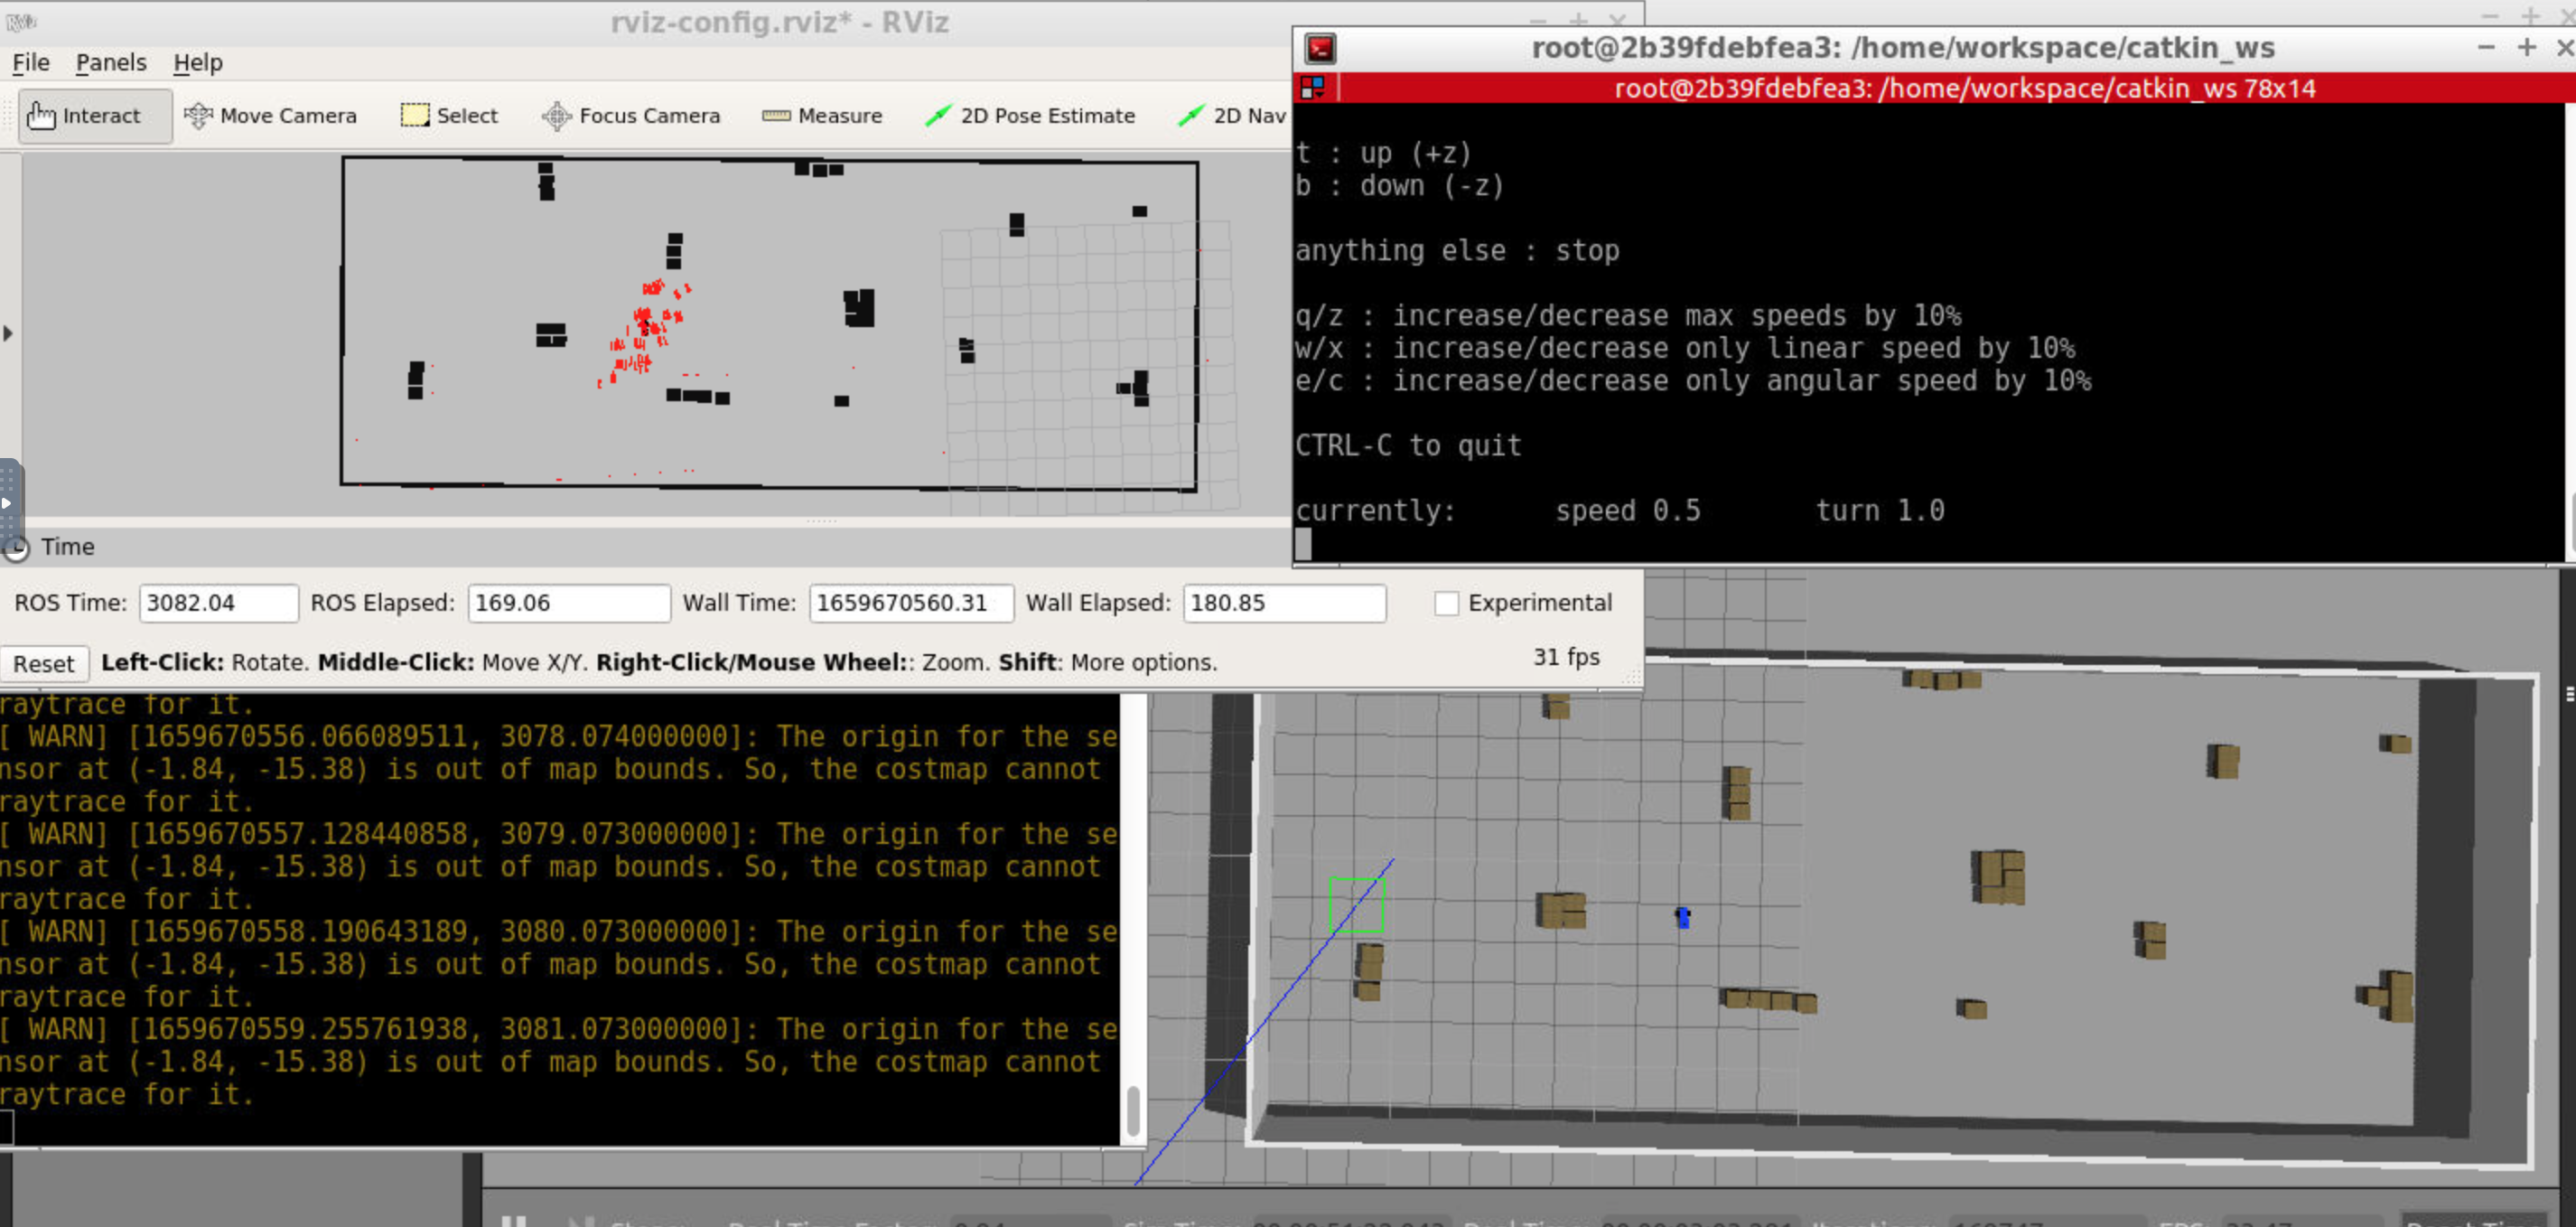 rviz-config.rviz* - RViz
File Panels Help
Interact Move Camera Select Focus Camera Measure 2D Pose Estimate 2D Nav
root@2b39fdebfea3: /home/workspace/catkin_ws
root@2b39fdebfea3: /home/workspace/catkin_ws 78x14
t : up (+z)
b : down (-z)
anything else : stop
q/z : increase/decrease max speeds by 10%
w/x : increase/decrease only linear speed by 10%
e/c : increase/decrease only angular speed by 10%
CTRL-C to quit
currently: speed 0.5 turn 1.0
Time
ROS Time: 3082.04 ROS Elapsed: 169.06 Wall Time: 1659670560.31 Wall Elapsed: 180.85 Experimental
Reset Left-Click: Rotate. Middle-Click: Move X/Y. Right-Click/Mouse Wheel:: Zoom. Shift: More options. 31 fps
raytrace for it.
[ WARN] [1659670556.066089511, 3078.074000000]: The origin for the se
nsor at (-1.84, -15.38) is out of map bounds. So, the costmap cannot
raytrace for it.
[ WARN] [1659670557.128440858, 3079.073000000]: The origin for the se
nsor at (-1.84, -15.38) is out of map bounds. So, the costmap cannot
raytrace for it.
[ WARN] [1659670558.190643189, 3080.073000000]: The origin for the se
nsor at (-1.84, -15.38) is out of map bounds. So, the costmap cannot
raytrace for it.
[ WARN] [1659670559.255761938, 3081.073000000]: The origin for the se
nsor at (-1.84, -15.38) is out of map bounds. So, the costmap cannot
raytrace for it.